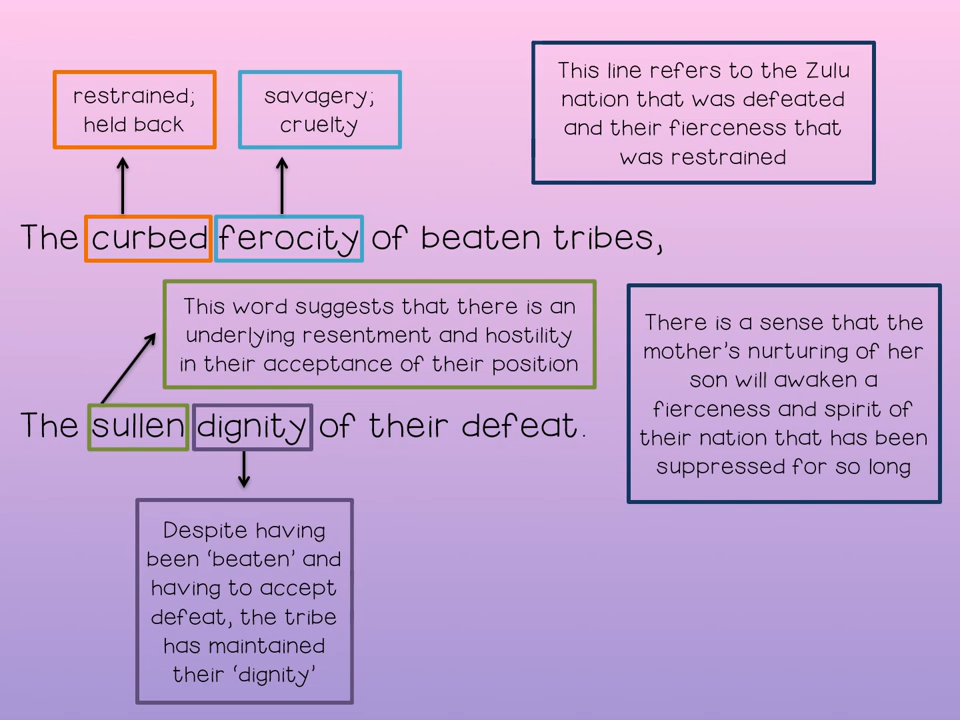 restrained;
held back
savagery;
cruelty
This line refers to the Zulu
nation that was defeated
and their fierceness that
was restrained
The curbed ferocity of beaten tribes,
This word suggests that there is an
underlying resentment and hostility
in their acceptance of their position
There is a sense that the
mother's nurturing of her
son will awaken a
fierceness and spirit of
their nation that has been
suppressed for so long
The sullen dignity of their defeat.
Despite having
been ‘beaten’ and
having to accept
defeat, the tribe
has maintained
their ‘dignity’